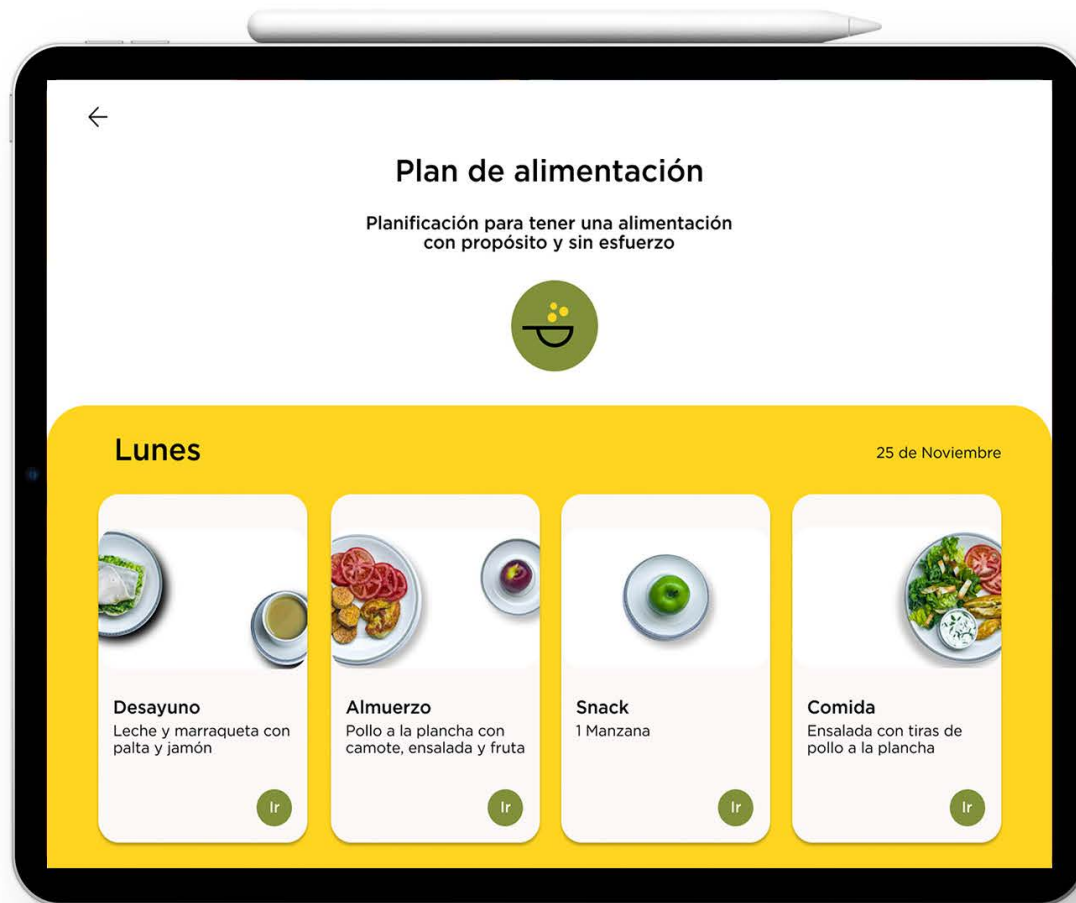 Plan de alimentación
Planificación para tener una alimentación
con propósito y sin esfuerzo
Lunes
25 de Noviembre
Desayuno
Leche y marraqueta con
palta y jamón
Ir
Almuerzo
Pollo a la plancha con
camote, ensalada y fruta
Ir
Snack
1 Manzana
Ir
Comida
Ensalada con tiras de
pollo a la plancha
Ir